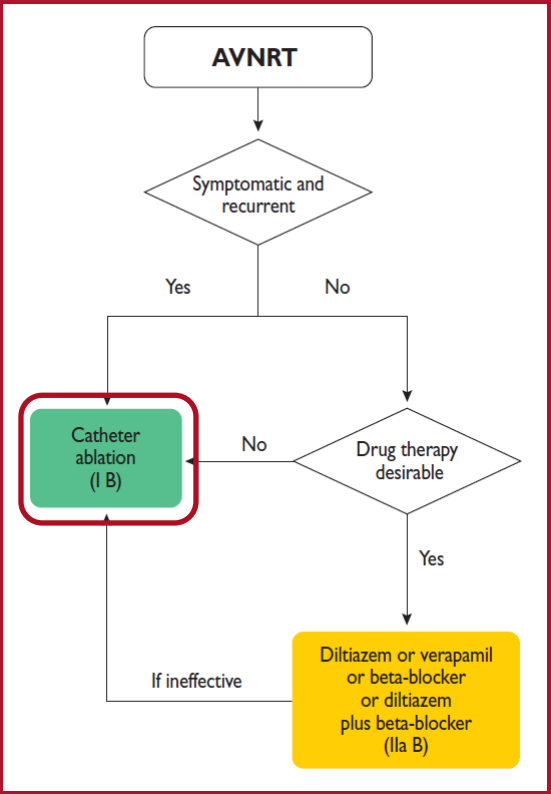 AVNRT
Symptomatic and
recurrent
Yes
No
Catheter
ablation
(I B)
No
Drug therapy
desirable
Yes
If ineffective
Diltiazem or verapamil
or beta-blocker
or diltiazem
plus beta-blocker
(IIa B)